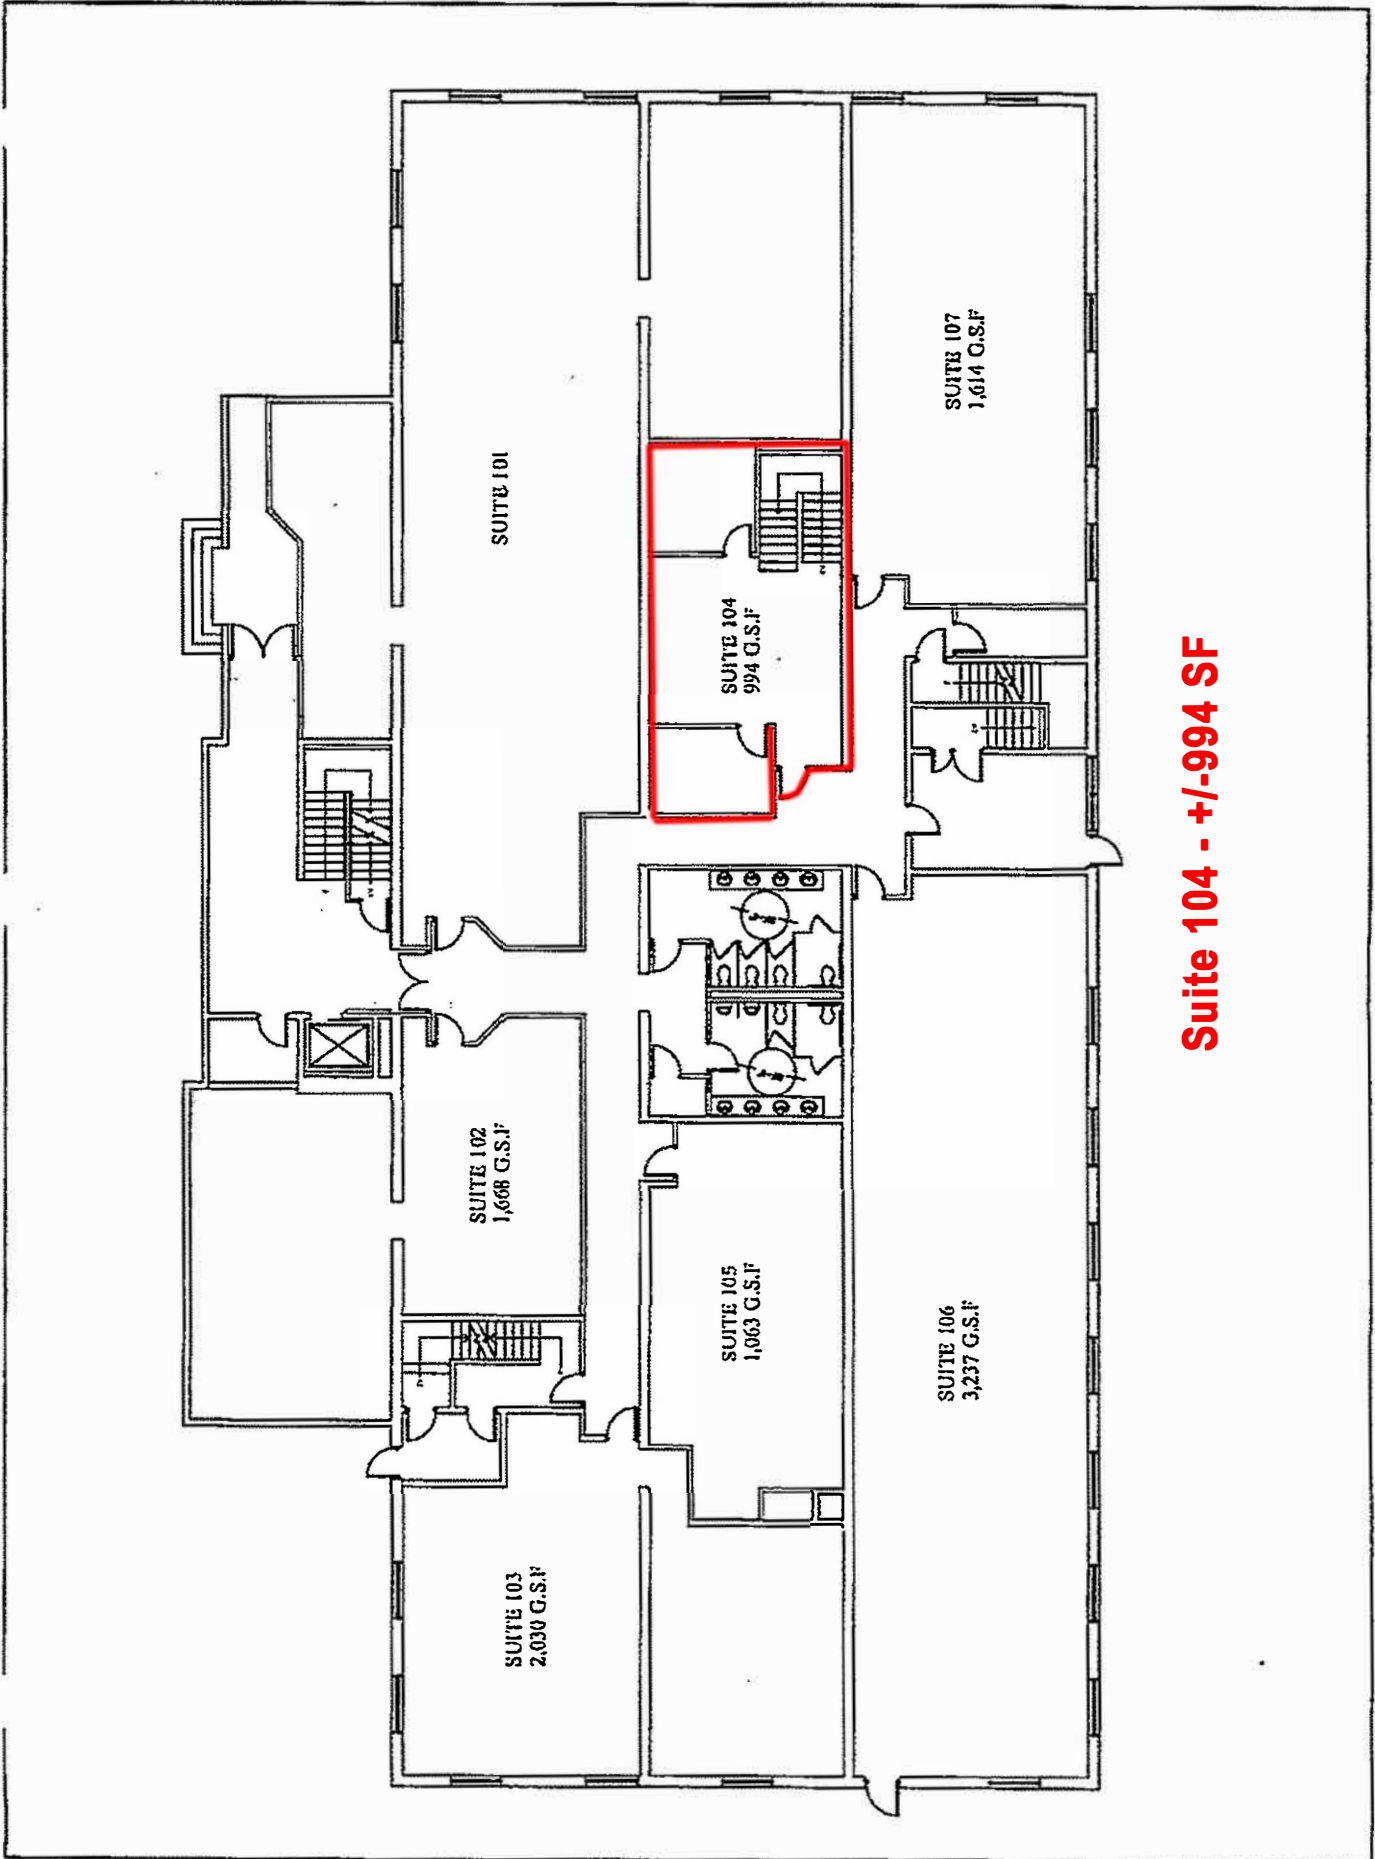 SUITE 101
SUITE 107
1,614 G.S.F
SUITE 104
994 G.S.F
SUITE 102
1,668 G.S.F
SUITE 105
1,063 G.S.F
SUITE 106
3,237 G.S.F
SUITE 103
2,030 G.S.F
Suite 104 - +/-994 SF